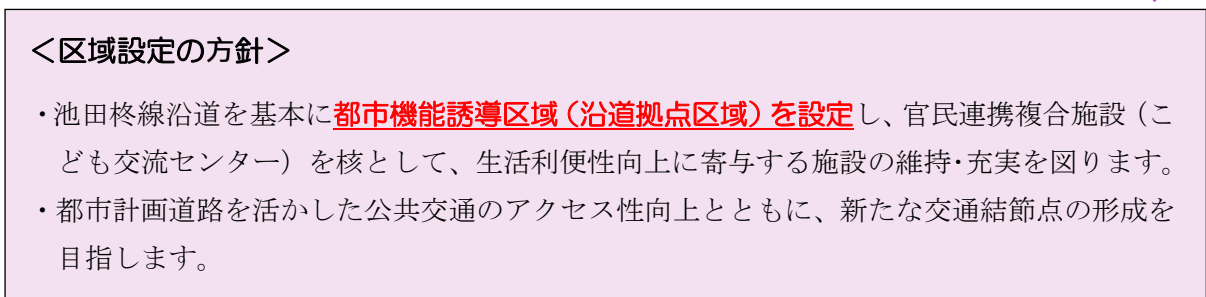 ＜区域設定の方針＞
・池田柊線沿道を基本に都市機能誘導区域（沿道拠点区域）を設定し、官民連携複合施設（こ
ども交流センター）を核として、生活利便性向上に寄与する施設の維持・充実を図ります。
・都市計画道路を活かした公共交通のアクセス性向上とともに、新たな交通結節点の形成を
目指します。